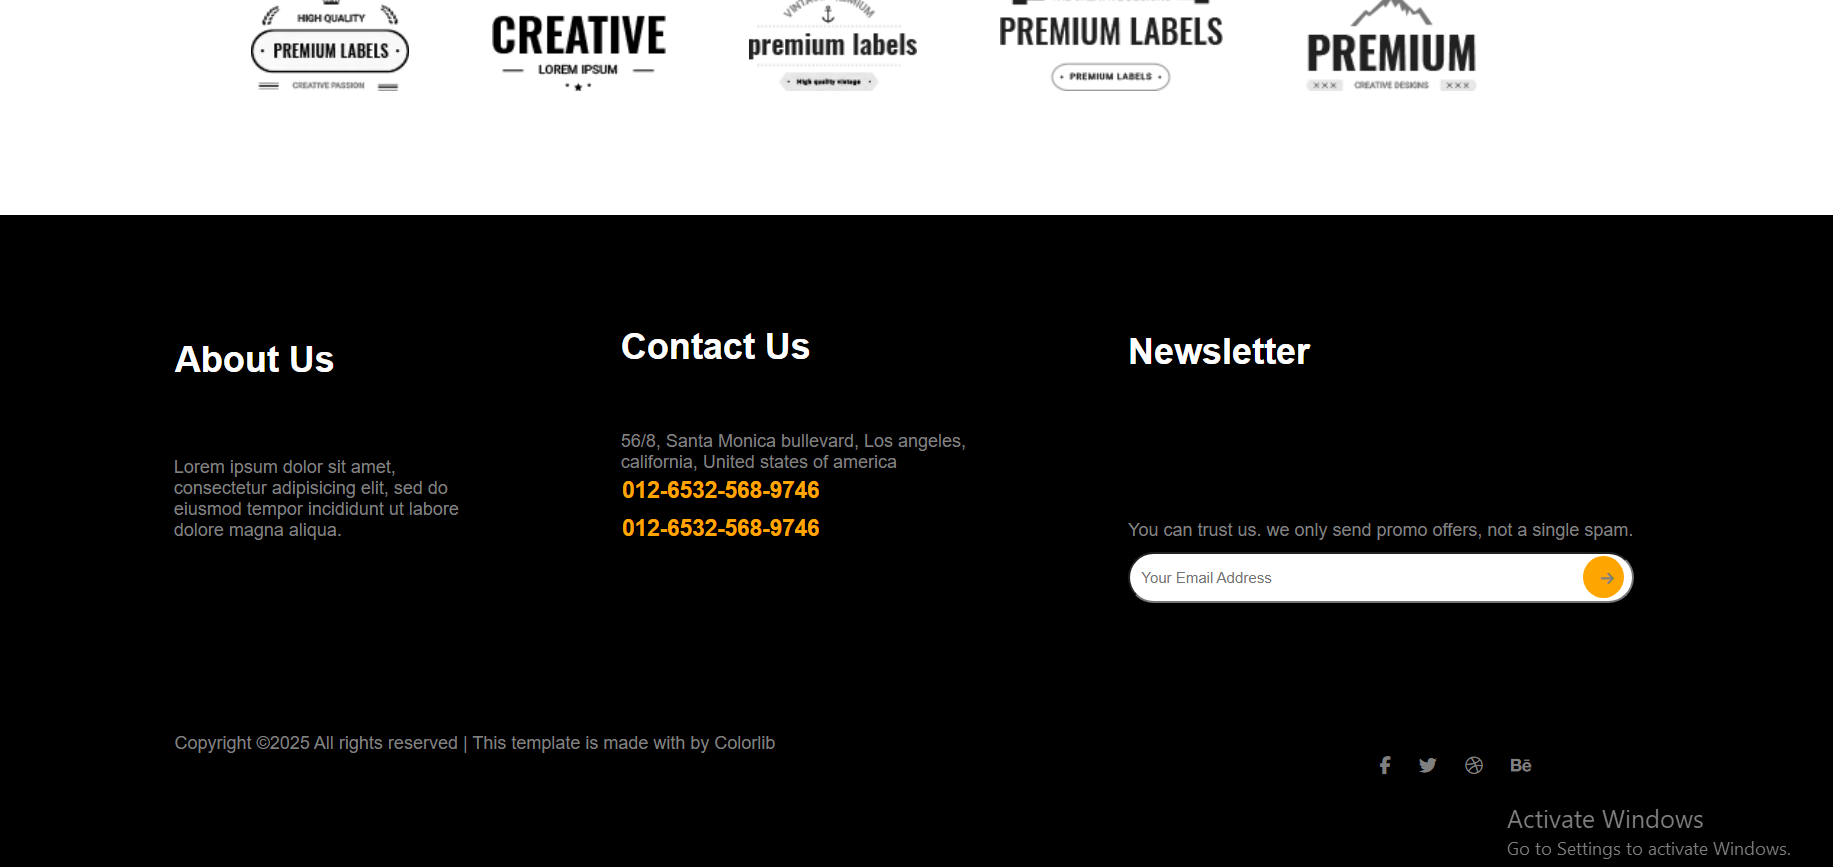 HIGH QUALITY
· PREMIUM LABELS ·
CREATIVE PASSION
CREATIVE
LOREM IPSUM
VINTAGE PREMIUM
premium labels
High quality vintage
PREMIUM LABELS
· PREMIUM LABELS ·
PREMIUM
XXX CREATIVE DESIGNS XXX
About Us
Lorem ipsum dolor sit amet,
consectetur adipisicing elit, sed do
eiusmod tempor incididunt ut labore
dolore magna aliqua.
Contact Us
56/8, Santa Monica bullevard, Los angeles,
california, United states of america
012-6532-568-9746
012-6532-568-9746
Newsletter
You can trust us. we only send promo offers, not a single spam.
Your Email Address
Copyright ©2025 All rights reserved | This template is made with by Colorlib
Bē
Activate Windows
Go to Settings to activate Windows.